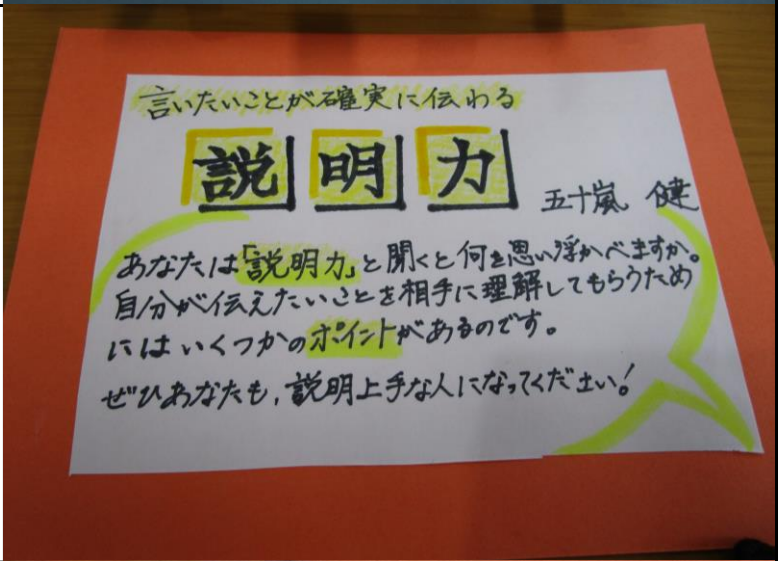 言いたいことが確実に伝わる
説明力 五十嵐 健
あなたは「説明力」と聞くと何を思い浮かべますか。
自分が伝えたいことを相手に理解してもらうため
にはいくつかのポイントがあるのです。
ぜひあなたも、説明上手な人になってください!